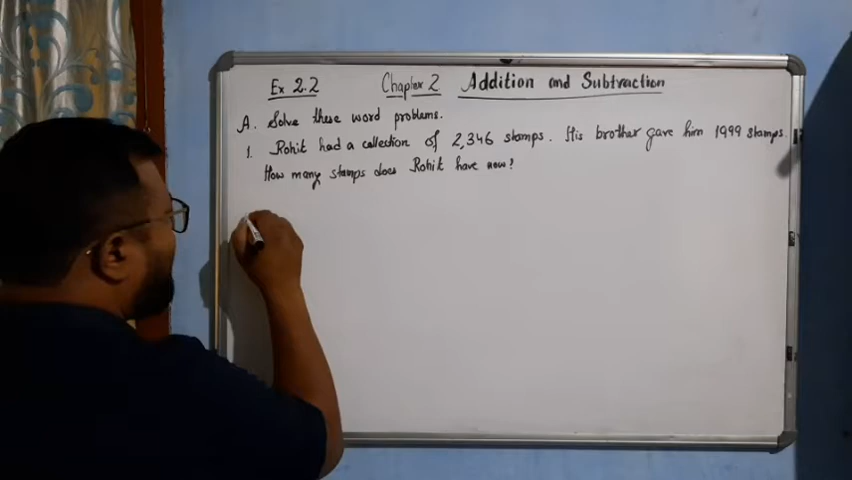 Ex 2.2 Chapter 2 Addition and Subtraction
A. Solve these word problems.
1. Rohit had a collection of 2,346 stamps. His brother gave him 1999 stamps.
How many stamps does Rohit have now?